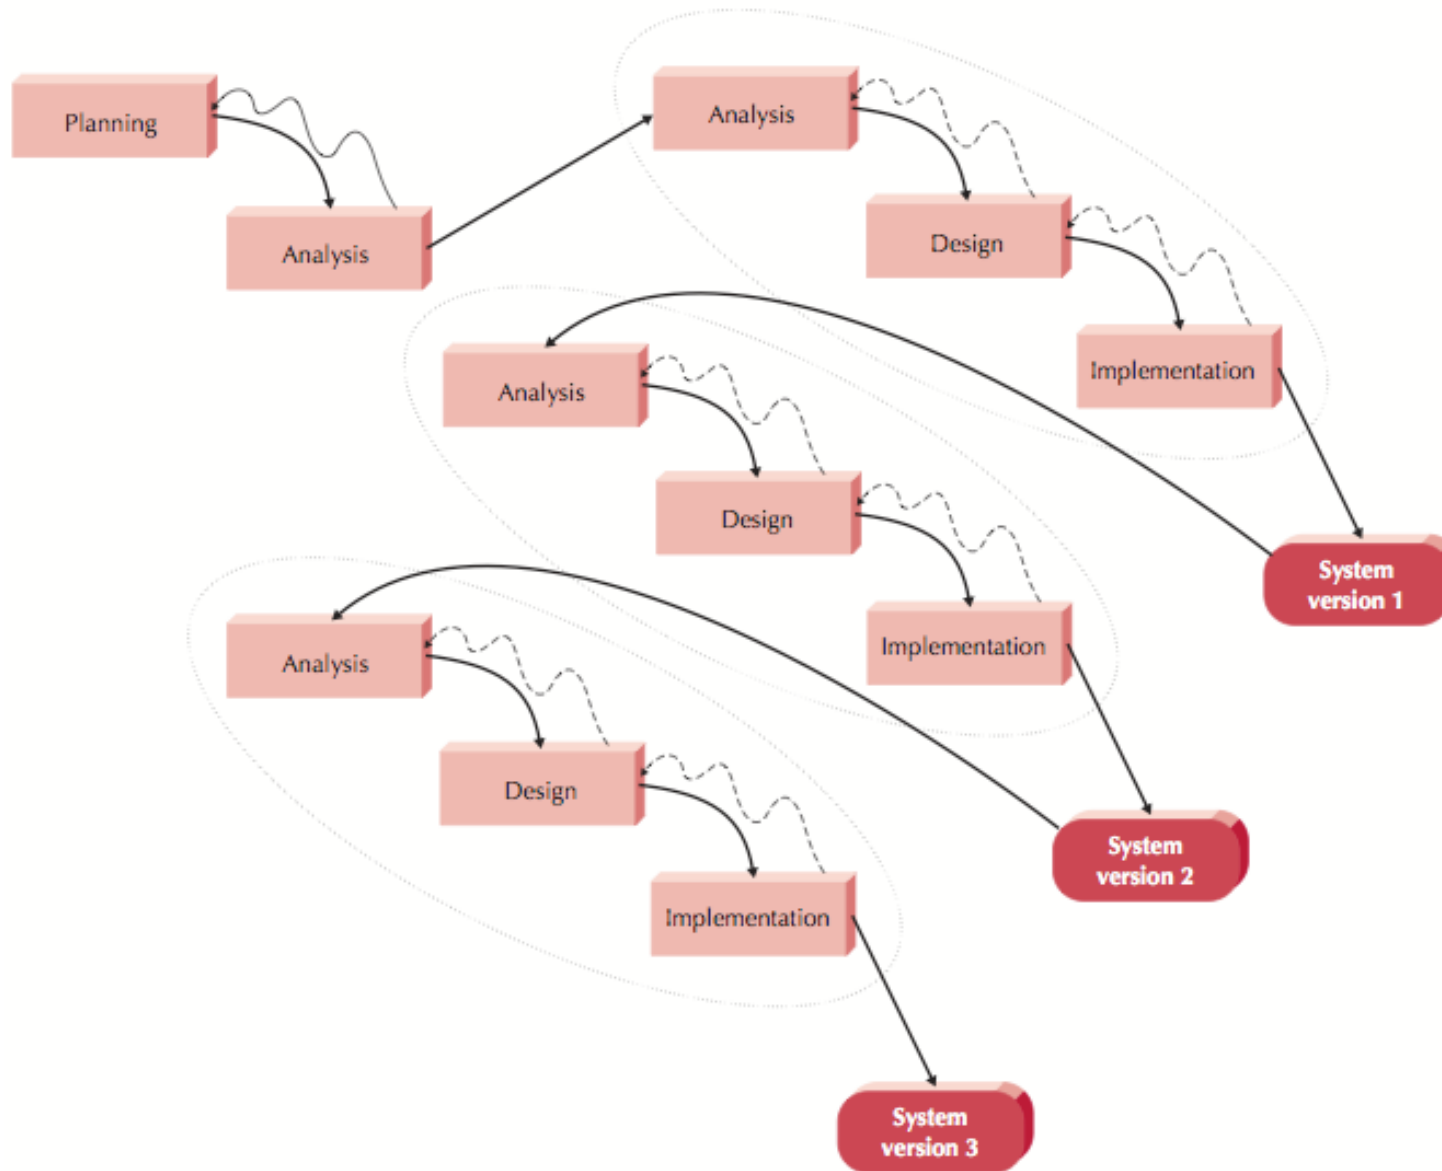 Planning
Analysis
Analysis
Design
Implementation
System
version 1
Analysis
Design
Implementation
System
version 2
Analysis
Design
Implementation
System
version 3